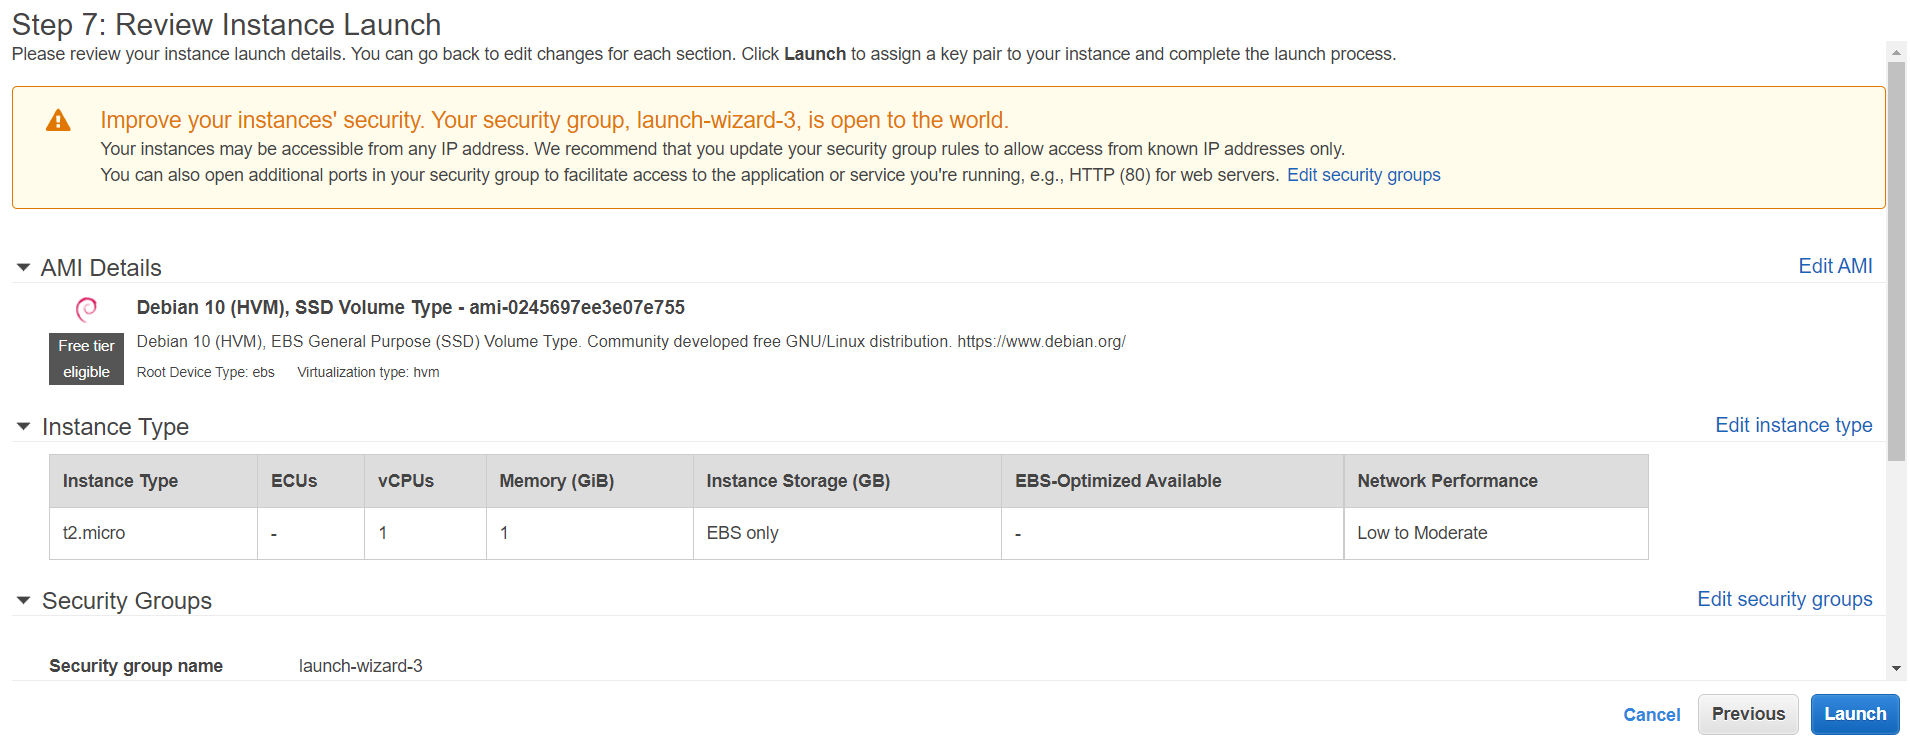 Step 7: Review Instance Launch
Please review your instance launch details. You can go back to edit changes for each section. Click Launch to assign a key pair to your instance and complete the launch process.
Improve your instances' security. Your security group, launch-wizard-3, is open to the world.
Your instances may be accessible from any IP address. We recommend that you update your security group rules to allow access from known IP addresses only.
You can also open additional ports in your security group to facilitate access to the application or service you're running, e.g., HTTP (80) for web servers. Edit security groups
AMI Details Edit AMI
Debian 10 (HVM), SSD Volume Type - ami-0245697ee3e07e755
Free tier
eligible
Debian 10 (HVM), EBS General Purpose (SSD) Volume Type. Community developed free GNU/Linux distribution. https://www.debian.org/
Root Device Type: ebs Virtualization type: hvm
Instance Type Edit instance type
Instance Type ECUs vCPUs Memory (GiB) Instance Storage (GB) EBS-Optimized Available Network Performance
t2.micro - 1 1 EBS only - Low to Moderate
Security Groups Edit security groups
Security group name launch-wizard-3
Cancel Previous Launch